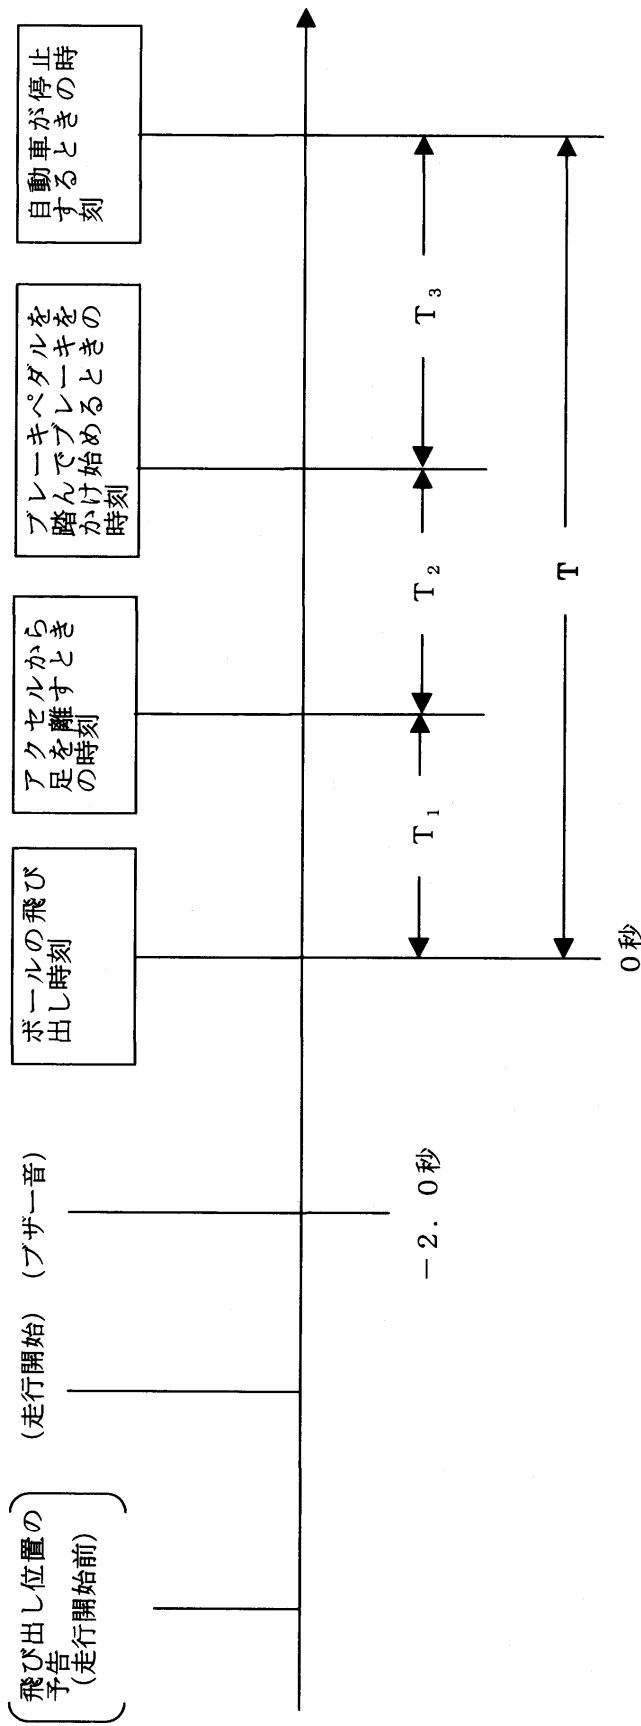 飛び出し位置の
予告
(走行開始前)
(走行開始)
(ブザー音)
ボールの飛び
出し時刻
アクセルから
足を離すとき
の時刻
ブレーキペダルを
踏んでブレーキを
かけ始めるときの
時刻
自動車が停止
するときの時
刻
－2．0秒
T₁
T₂
T₃
T
0秒